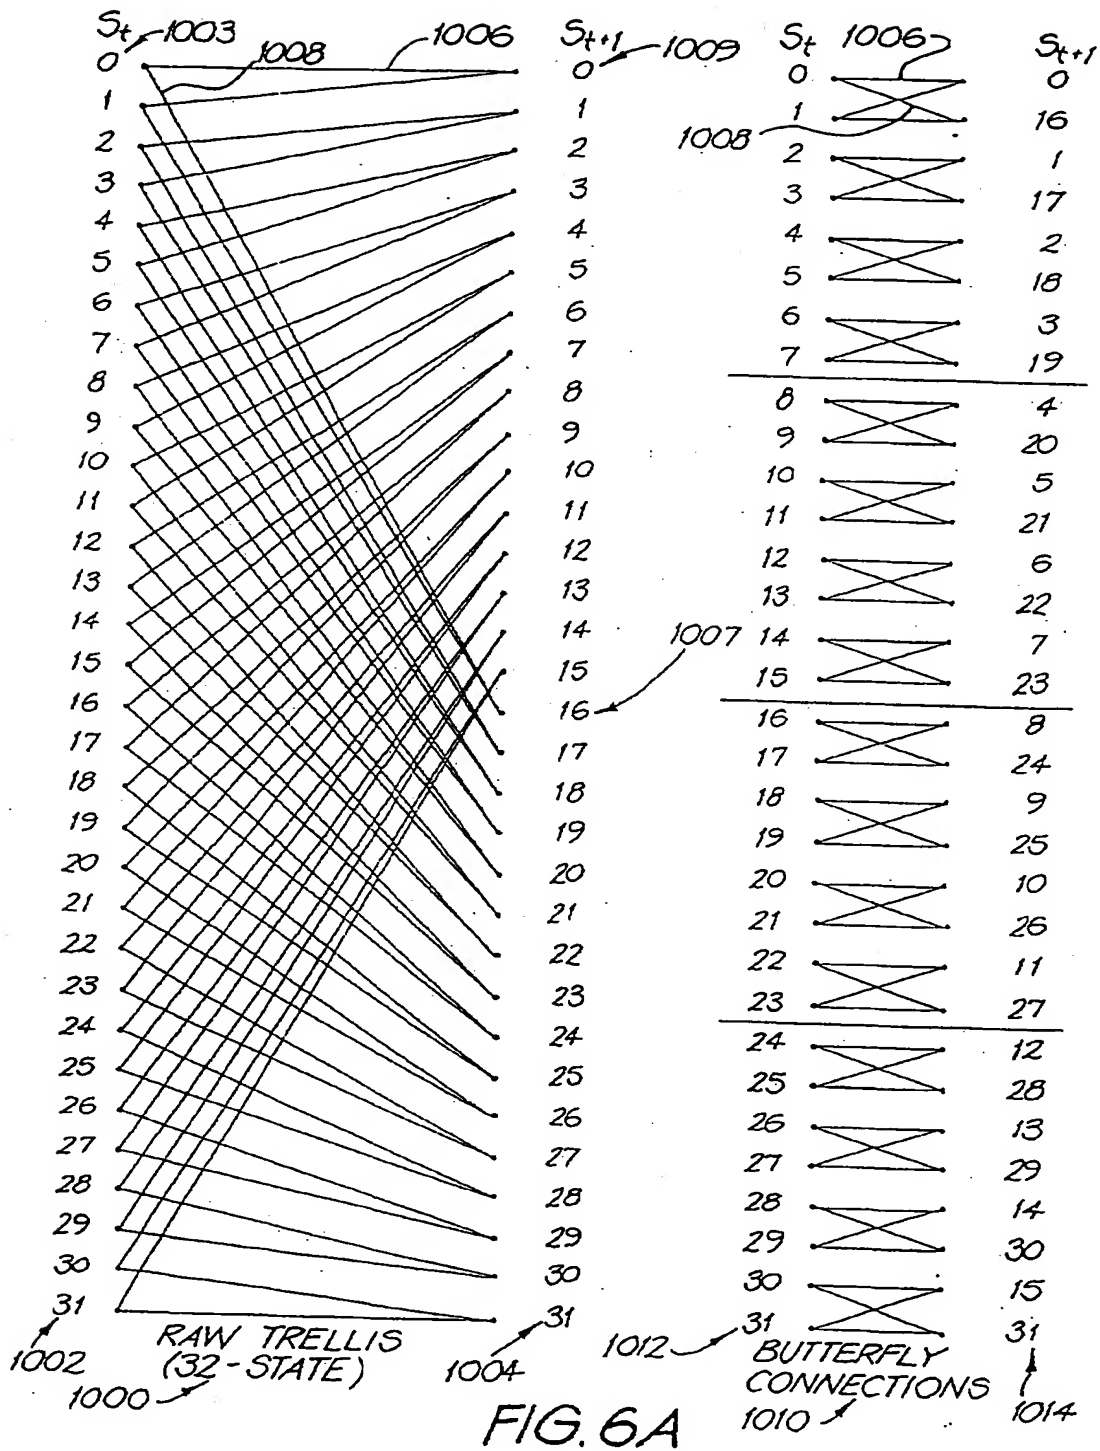 St 1003 1008 1006 St+1 1009 St 1006 St+1
0 0 0 0
1 1 1 16
1008
2 2 2 1
3 3 3 17
4 4 4 2
5 5 5 18
6 6 6 3
7 7 7 19
8 8 8 4
9 9 9 20
10 10 10 5
11 11 11 21
12 12 12 6
13 13 13 22
14 14 1007 14 7
15 15 15 23
16 16 16 8
17 17 17 24
18 18 18 9
19 19 19 25
20 20 20 10
21 21 21 26
22 22 22 11
23 23 23 27
24 24 24 12
25 25 25 28
26 26 26 13
27 27 27 29
28 28 28 14
29 29 29 30
30 30 30 15
31 31 31 31
1002 RAW TRELLIS 1004 1012 BUTTERFLY
(32-STATE) CONNECTIONS
1000 1010 1014
FIG. 6A